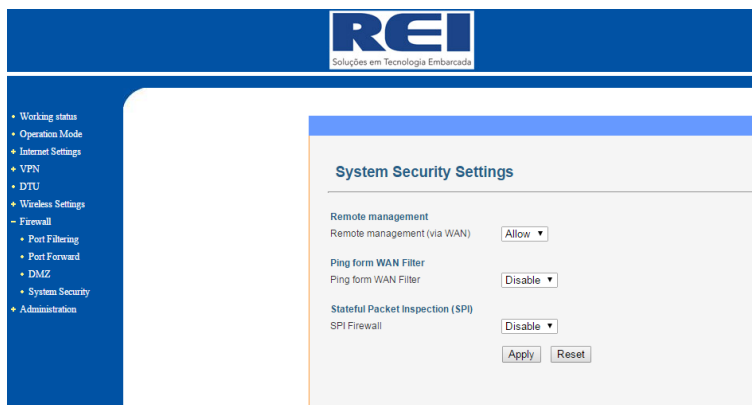 REI
Soluções em Tecnologia Embarcada
Working status
Operation Mode
Internet Settings
VPN
DTU
Wireless Settings
Firewall
Port Filtering
Port Forward
DMZ
System Security
Administration
System Security Settings
Remote management
Remote management (via WAN) Allow
Ping form WAN Filter
Ping form WAN Filter Disable
Stateful Packet Inspection (SPI)
SPI Firewall Disable
Apply Reset